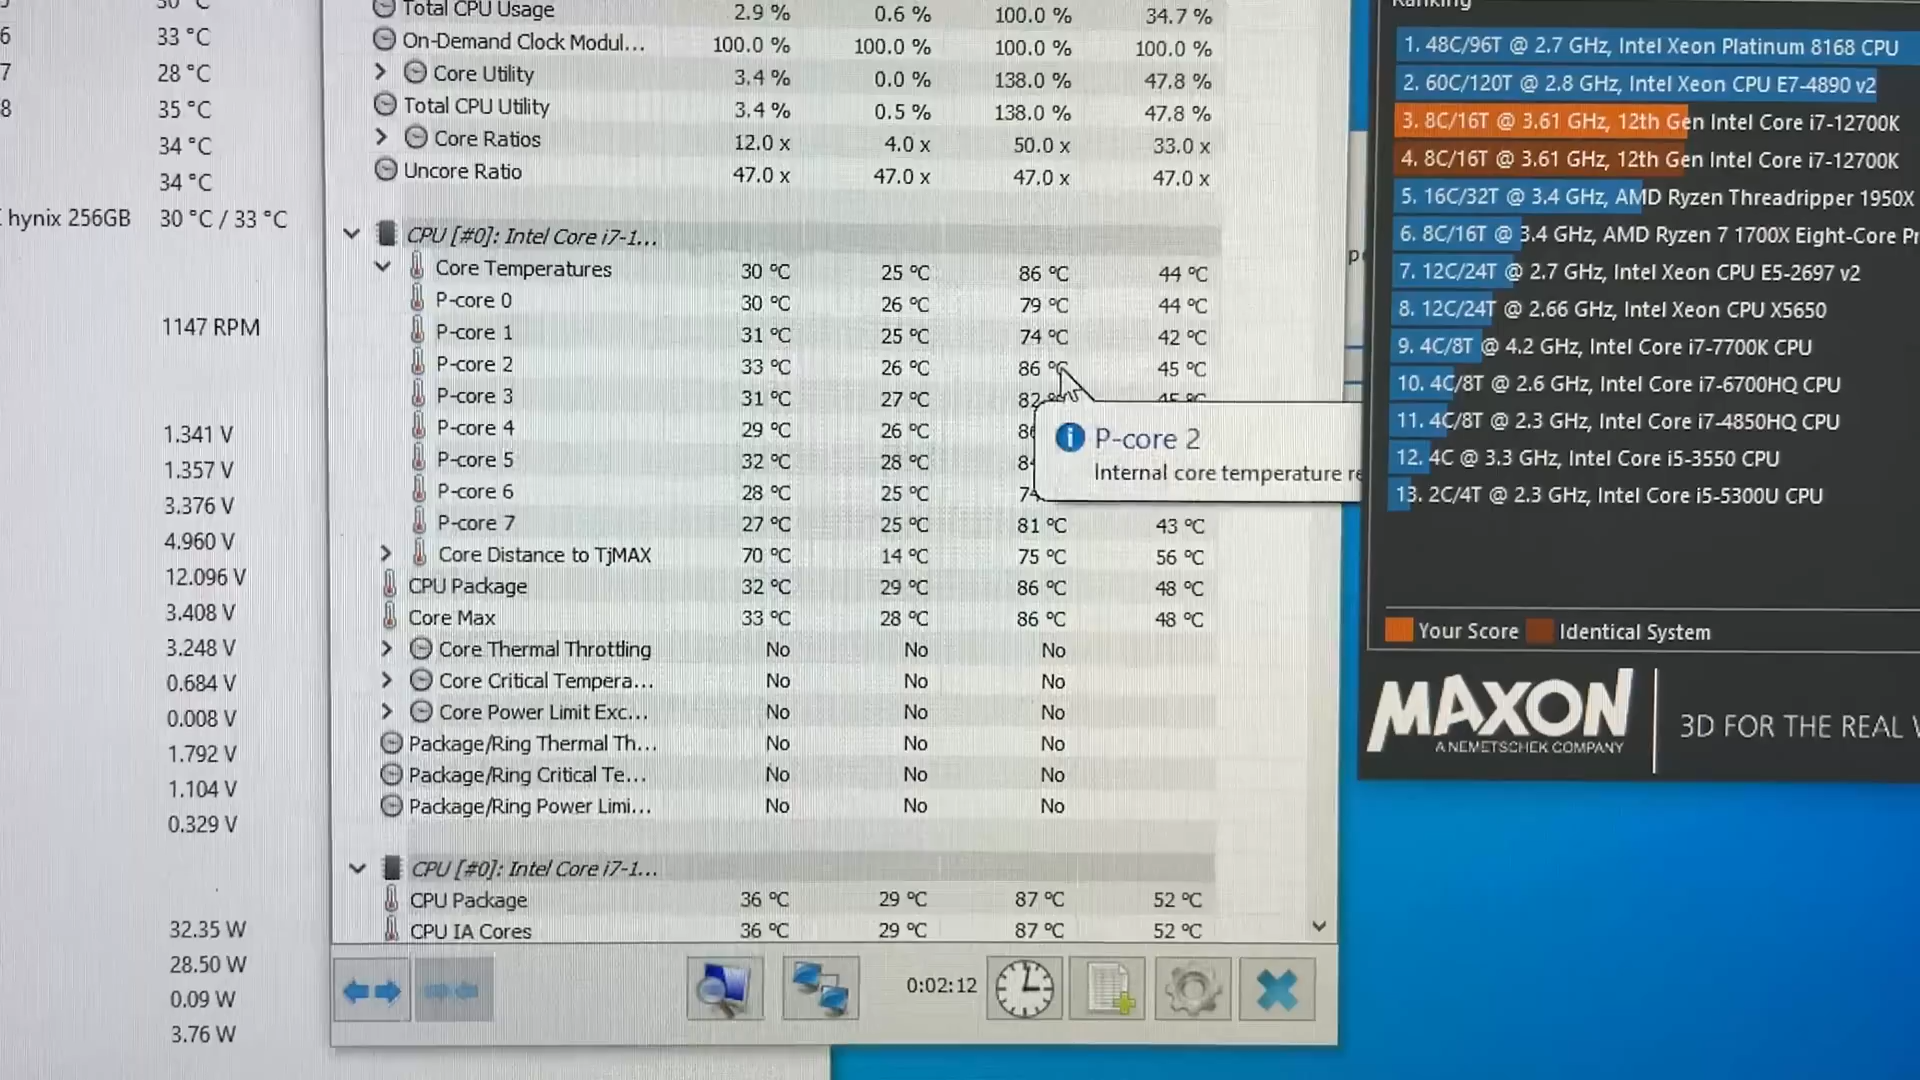 6 33 °C
7 28 °C
8 35 °C
34 °C
34 °C
hynix 256GB 30 °C / 33 °C
1147 RPM
1.341 V
1.357 V
3.376 V
4.960 V
12.096 V
3.408 V
3.248 V
0.684 V
0.008 V
1.792 V
1.104 V
0.329 V
32.35 W
28.50 W
0.09 W
3.76 W
Total CPU Usage 2.9 % 0.6 % 100.0 % 34.7 %
On-Demand Clock Modul... 100.0 % 100.0 % 100.0 % 100.0 %
Core Utility 3.4 % 0.0 % 138.0 % 47.8 %
Total CPU Utility 3.4 % 0.5 % 138.0 % 47.8 %
Core Ratios 12.0 x 4.0 x 50.0 x 33.0 x
Uncore Ratio 47.0 x 47.0 x 47.0 x 47.0 x
CPU [#0]: Intel Core i7-1...
Core Temperatures 30 °C 25 °C 86 °C 44 °C
P-core 0 30 °C 26 °C 79 °C 44 °C
P-core 1 31 °C 25 °C 74 °C 42 °C
P-core 2 33 °C 26 °C 86 °C 45 °C
P-core 3 31 °C 27 °C 82 °C 45 °C
P-core 4 29 °C 26 °C
P-core 5 32 °C 28 °C
P-core 6 28 °C 25 °C
P-core 7 27 °C 25 °C 81 °C 43 °C
Core Distance to TjMAX 70 °C 14 °C 75 °C 56 °C
CPU Package 32 °C 29 °C 86 °C 48 °C
Core Max 33 °C 28 °C 86 °C 48 °C
Core Thermal Throttling No No No
Core Critical Tempera... No No No
Core Power Limit Exc... No No No
Package/Ring Thermal Th... No No No
Package/Ring Critical Te... No No No
Package/Ring Power Limi... No No No
CPU [#0]: Intel Core i7-1...
CPU Package 36 °C 29 °C 87 °C 52 °C
CPU IA Cores 36 °C 29 °C 87 °C 52 °C
0:02:12
P-core 2
Internal core temperature re
Ranking
1. 48C/96T @ 2.7 GHz, Intel Xeon Platinum 8168 CPU
2. 60C/120T @ 2.8 GHz, Intel Xeon CPU E7-4890 v2
3. 8C/16T @ 3.61 GHz, 12th Gen Intel Core i7-12700K
4. 8C/16T @ 3.61 GHz, 12th Gen Intel Core i7-12700K
5. 16C/32T @ 3.4 GHz, AMD Ryzen Threadripper 1950X
6. 8C/16T @ 3.4 GHz, AMD Ryzen 7 1700X Eight-Core Pr
7. 12C/24T @ 2.7 GHz, Intel Xeon CPU E5-2697 v2
8. 12C/24T @ 2.66 GHz, Intel Xeon CPU X5650
9. 4C/8T @ 4.2 GHz, Intel Core i7-7700K CPU
10. 4C/8T @ 2.6 GHz, Intel Core i7-6700HQ CPU
11. 4C/8T @ 2.3 GHz, Intel Core i7-4850HQ CPU
12. 4C @ 3.3 GHz, Intel Core i5-3550 CPU
13. 2C/4T @ 2.3 GHz, Intel Core i5-5300U CPU
Your Score Identical System
MAXON
A NEMETSCHEK COMPANY
3D FOR THE REAL